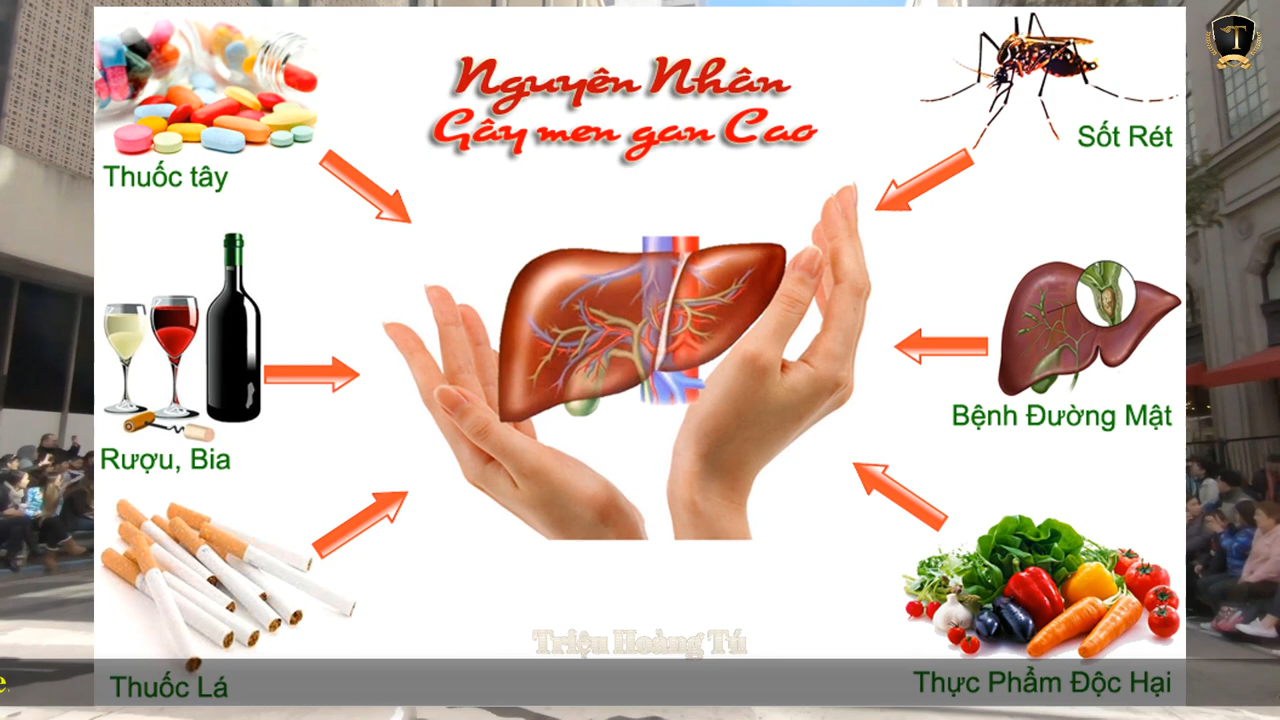 Nguyên Nhân
Gây men gan Cao
T
Thuốc tây
Sốt Rét
Rượu, Bia
Bệnh Đường Mật
Thuốc Lá
Thực Phẩm Độc Hại
Triệu Hoàng Tú
e.